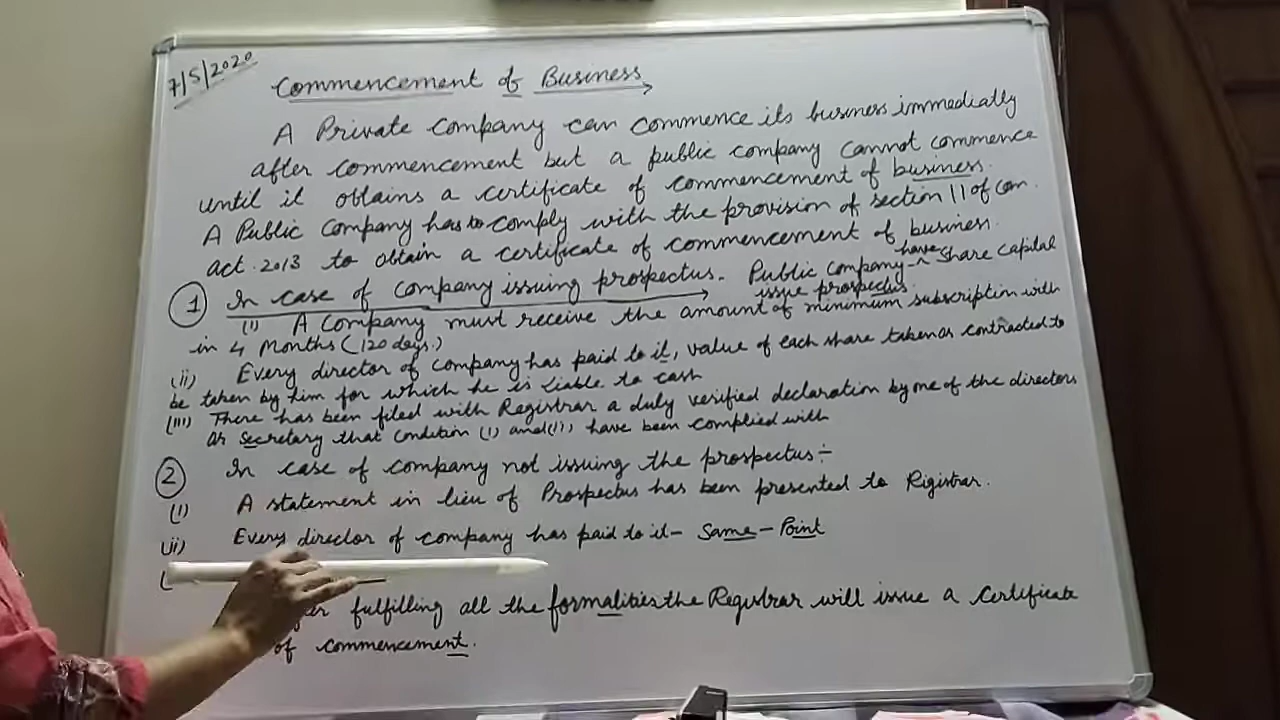 7/5/2020
Commencement of Business
A Private Company can commence its business immediatially
after commencement but a public company cannot commence
until it obtains a certificate of commencement of business.
A Public Company has to comply with the provision of section 11 of com.
act. 2013 to obtain a certificate of commencement of business.
1 In case of company issuing prospectus. Public Company have share capital
issue prospectus.
(i) A Company must receive the amount of minimum subscription with
in 4 Months (120 days.)
(ii) Every director of company has paid to it, value of each share taken or contracted to
be taken by him for which he is liable to cash
(iii) There has been filed with Registrar a duly verified declaration by one of the directors
or Secretary that condition (i) and (ii) have been complied with
2 In case of company not issuing the prospectus:-
(i) A statement in lieu of Prospectus has been presented to Rigistrar.
(ii) Every director of company has paid to it - Same - Point
fulfilling all the formalities the Registrar will issue a Certificate
of commencement.